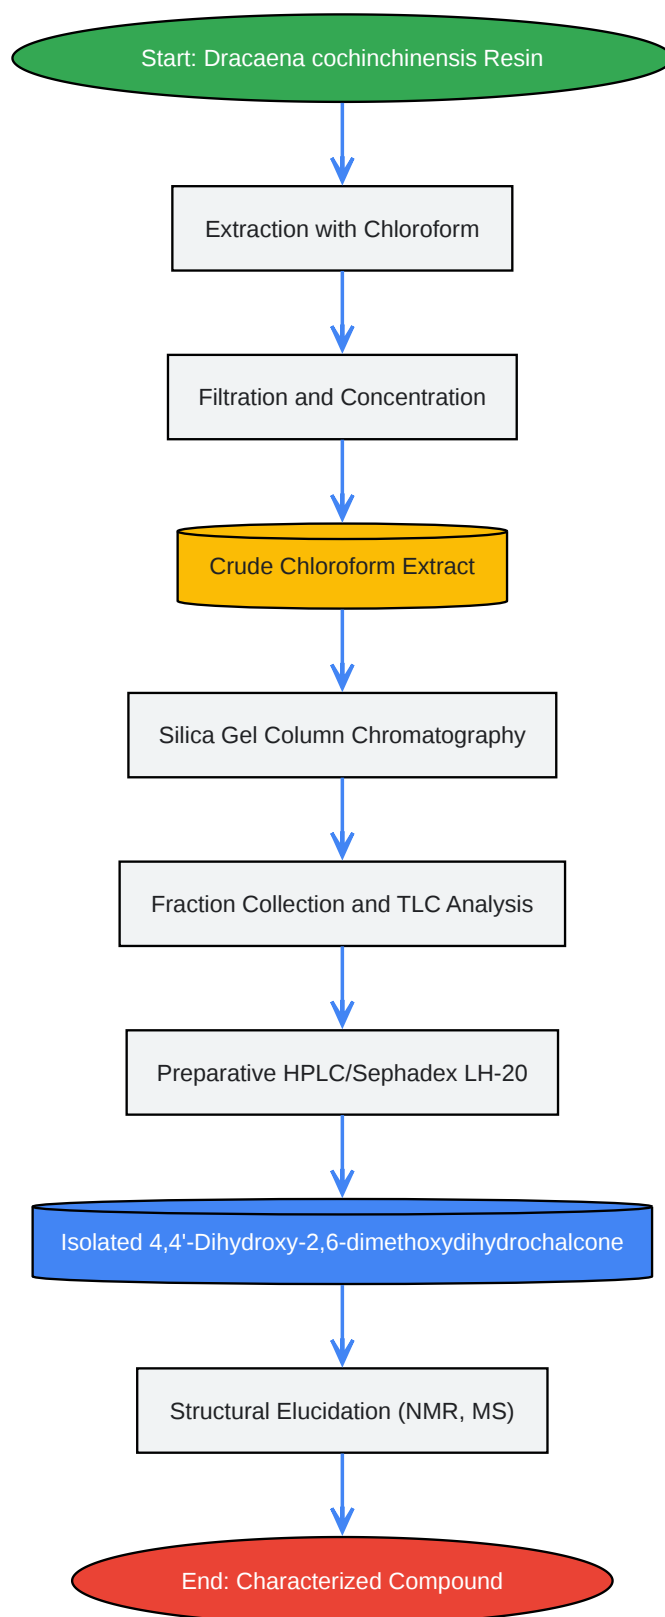 Start: Dracaena cochinchinensis Resin
Extraction with Chloroform
Filtration and Concentration
Crude Chloroform Extract
Silica Gel Column Chromatography
Fraction Collection and TLC Analysis
Preparative HPLC/Sephadex LH-20
Isolated 4,4'-Dihydroxy-2,6-dimethoxydihydrochalcone
Structural Elucidation (NMR, MS)
End: Characterized Compound